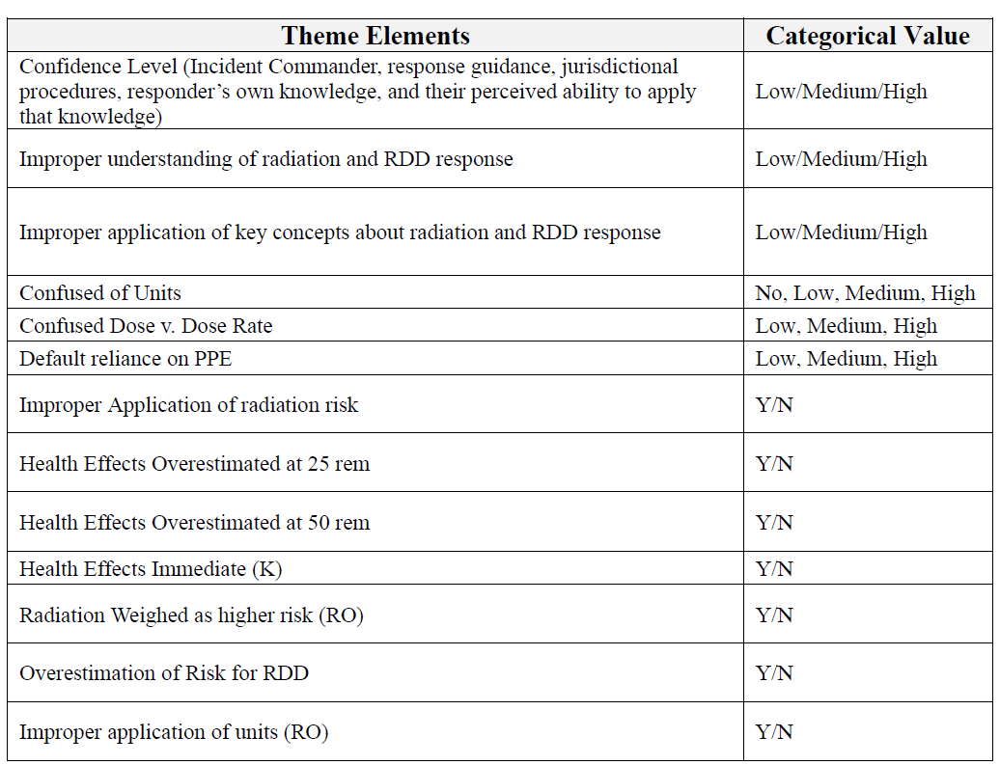 Theme Elements Categorical Value
Confidence Level (Incident Commander, response guidance, jurisdictional
procedures, responder’s own knowledge, and their perceived ability to apply
that knowledge)
Low/Medium/High
Improper understanding of radiation and RDD response Low/Medium/High
Improper application of key concepts about radiation and RDD response Low/Medium/High
Confused of Units No, Low, Medium, High
Confused Dose v. Dose Rate Low, Medium, High
Default reliance on PPE Low, Medium, High
Improper Application of radiation risk Y/N
Health Effects Overestimated at 25 rem Y/N
Health Effects Overestimated at 50 rem Y/N
Health Effects Immediate (K) Y/N
Radiation Weighed as higher risk (RO) Y/N
Overestimation of Risk for RDD Y/N
Improper application of units (RO) Y/N